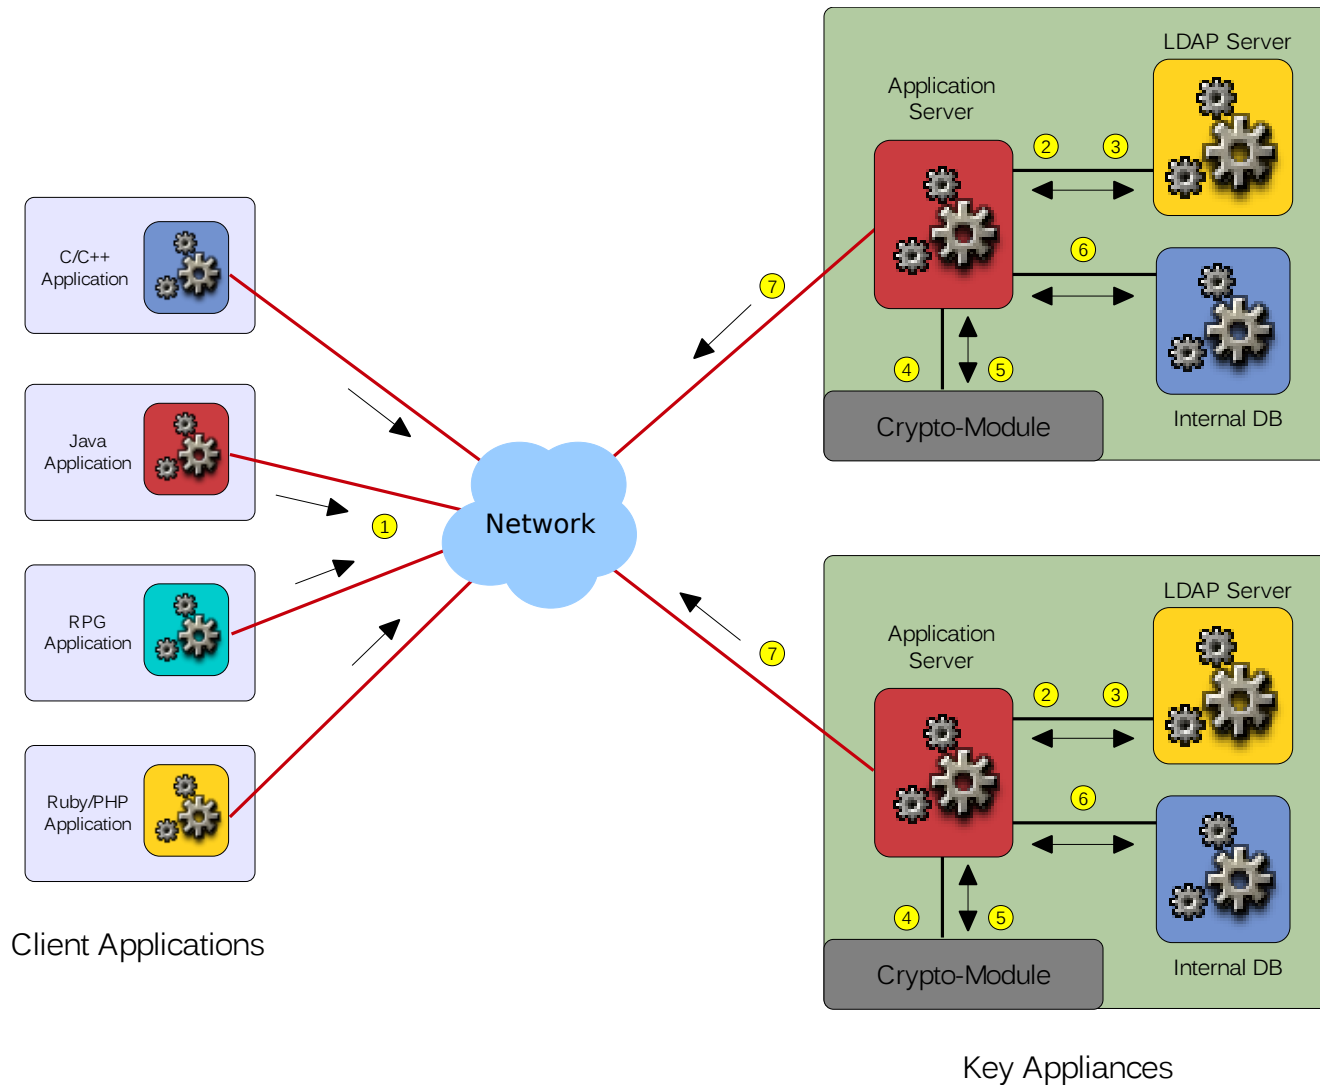 C/C++
Application
Java
Application
RPG
Application
Ruby/PHP
Application
Client Applications
1
Network
7
7
Application
Server
LDAP Server
2
3
6
4
5
Crypto-Module
Internal DB
Application
Server
LDAP Server
2
3
6
4
5
Crypto-Module
Internal DB
Key Appliances